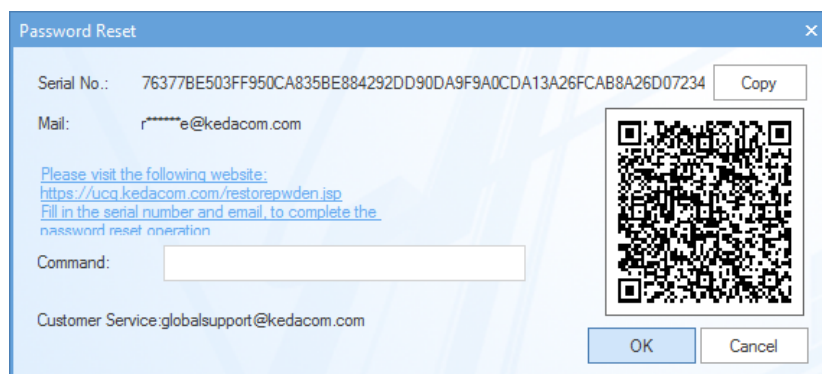 Password Reset
Serial No.: 76377BE503FF950CA835BE884292DD90DA9F9A0CDA13A26FCAB8A26D07234 Copy
Mail: r******e@kedacom.com
Please visit the following website:
https://ucg.kedacom.com/restorepwden.jsp
Fill in the serial number and email, to complete the
password reset operation
Command:
Customer Service:globalsupport@kedacom.com
OK Cancel